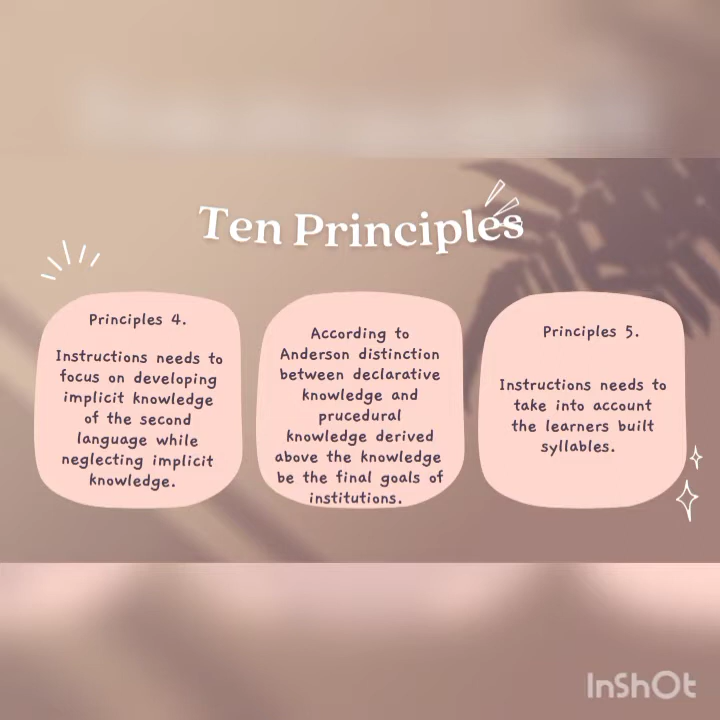 Ten Principles
Principles 4.
Instructions needs to
focus on developing
implicit knowledge
of the second
language while
neglecting implicit
knowledge.
According to
Anderson distinction
between declarative
knowledge and
prucedural
knowledge derived
above the knowledge
be the final goals of
institutions.
Principles 5.
Instructions needs to
take into account
the learners built
syllables.
InShOt